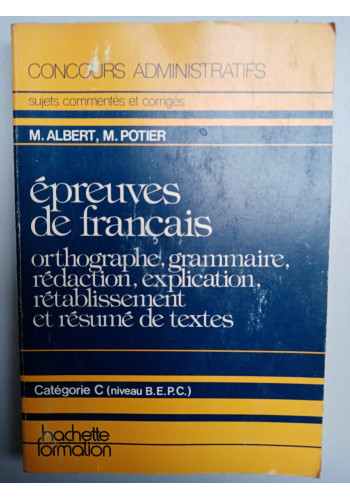 CONCOURS ADMINISTRATIFS
sujets commentés et corrigés
M. ALBERT, M. POTIER
épreuves
de français
orthographe, grammaire,
rédaction, explication,
rétablissement
et résumé de textes
Catégorie C (niveau B.E.P.C.)
hachette
formation